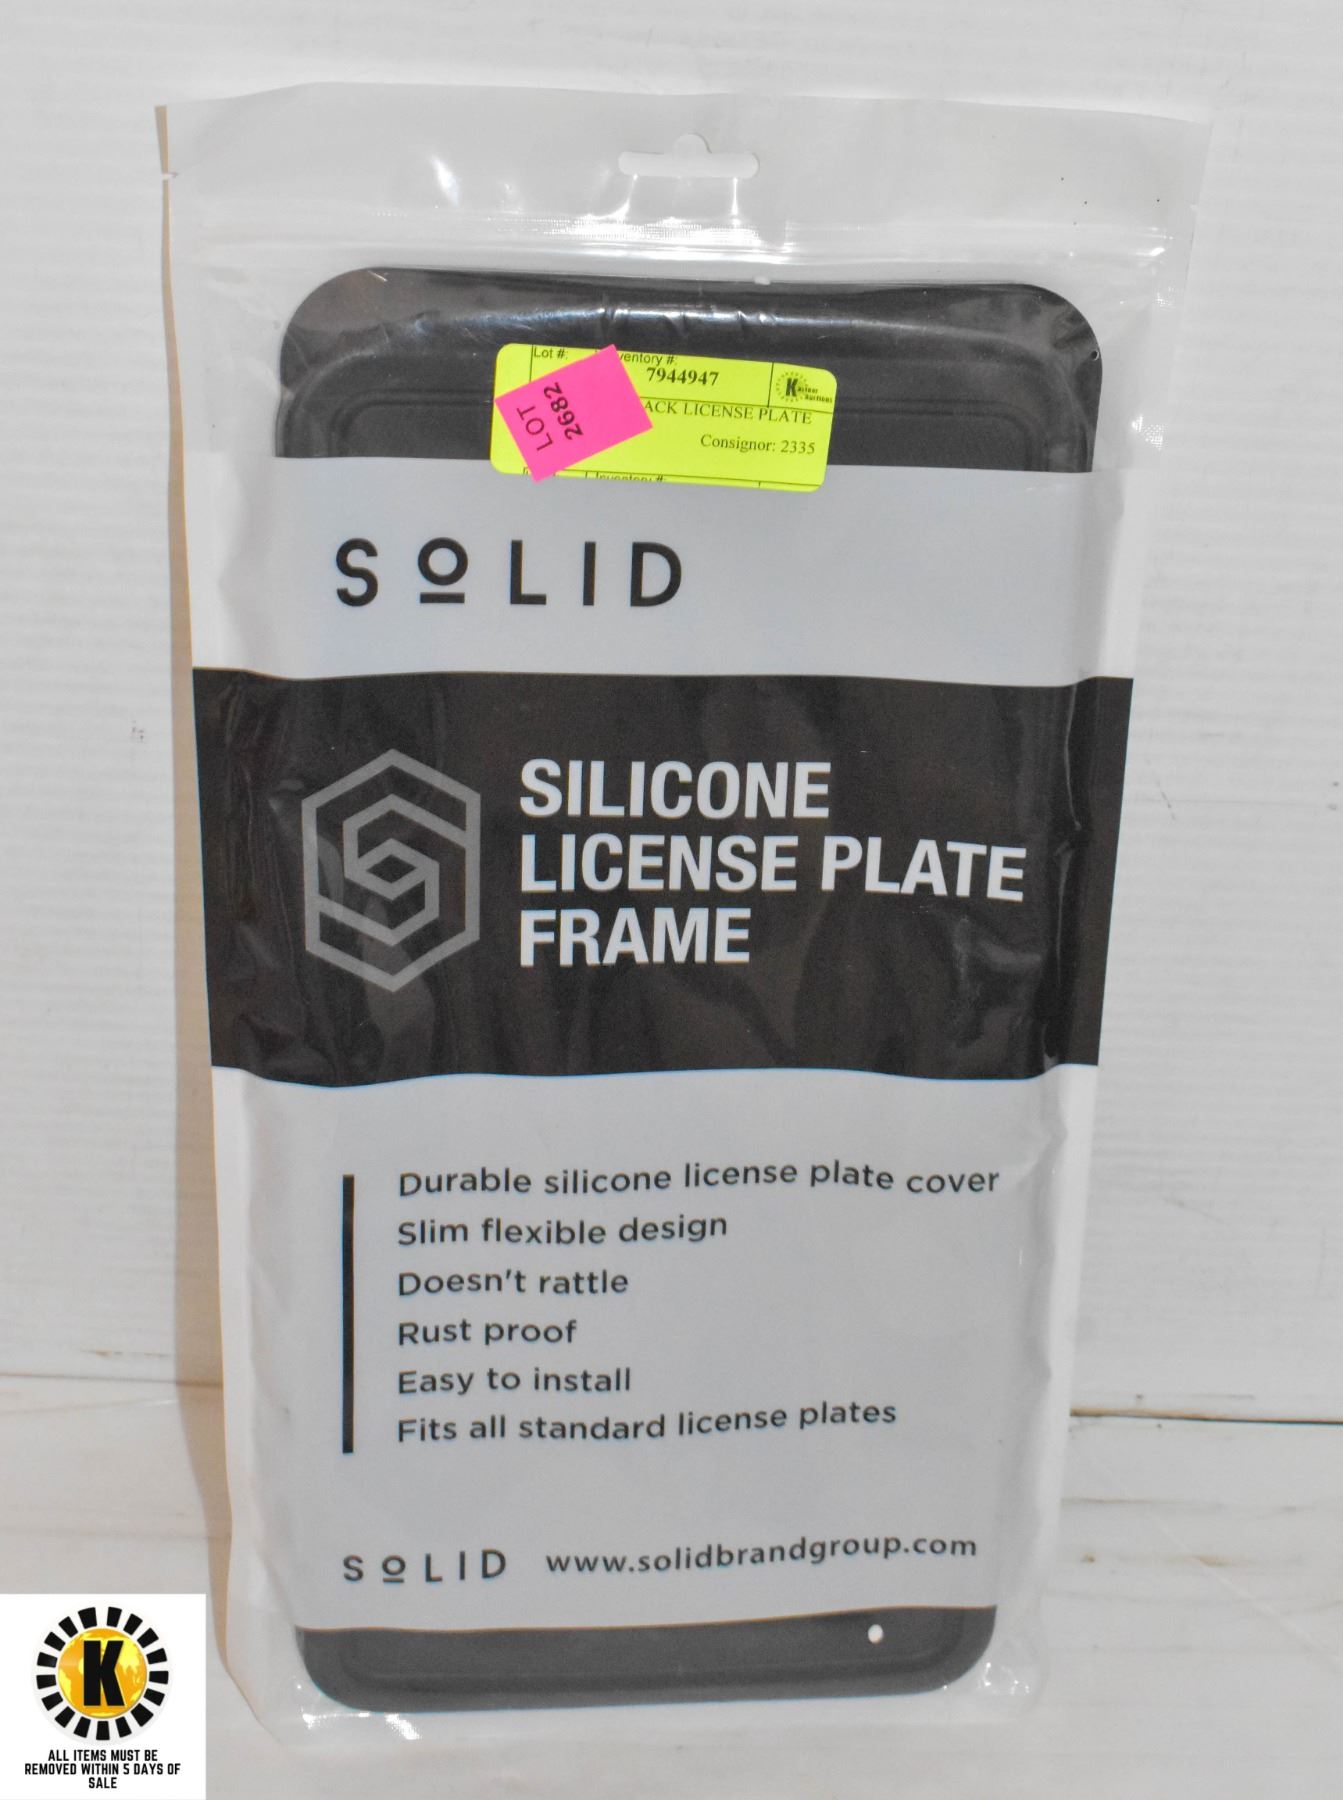 Lot #:
7944947
LOT
2682
LICENSE PLATE
Consignor: 2335
SOLID
SILICONE
LICENSE PLATE
FRAME
Durable silicone license plate cover
Slim flexible design
Doesn't rattle
Rust proof
Easy to install
Fits all standard license plates
SOLID www.solidbrandgroup.com
K
ALL ITEMS MUST BE
REMOVED WITHIN 5 DAYS OF
SALE